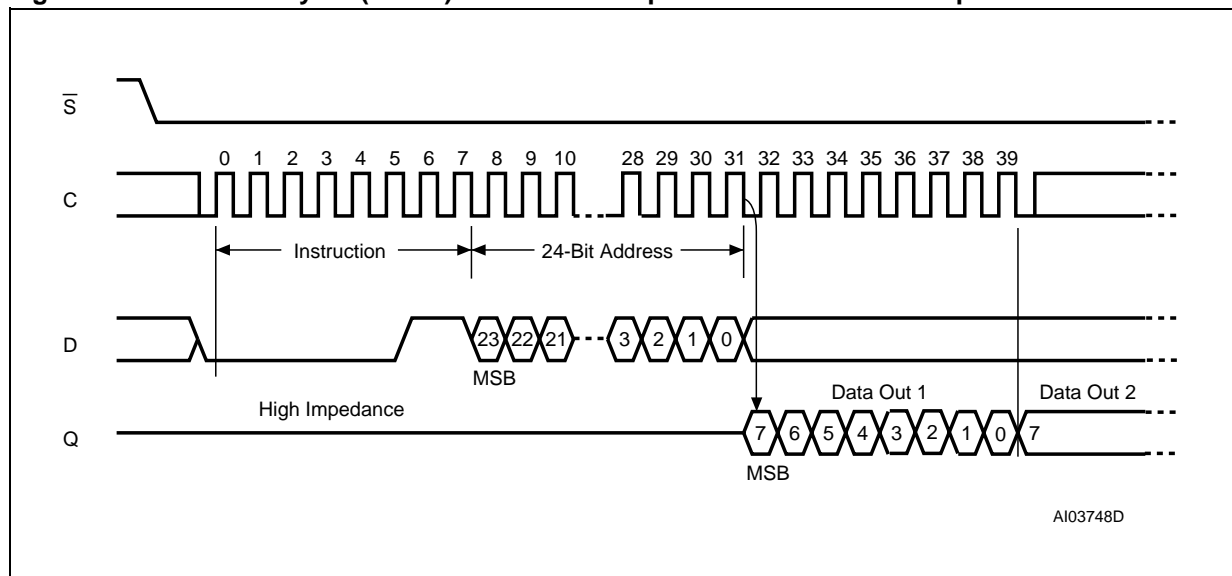 S
0 1 2 3 4 5 6 7 8 9 10 28 29 30 31 32 33 34 35 36 37 38 39
C
Instruction 24-Bit Address
D 23 22 21 3 2 1 0
MSB
High Impedance Data Out 1 Data Out 2
Q 7 6 5 4 3 2 1 0 7
MSB
AI03748D